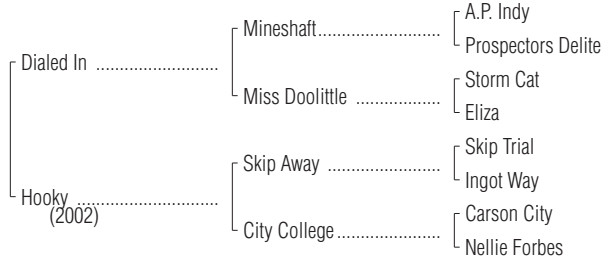 A.P. Indy
Mineshaft
Prospectors Delite
Dialed In
Storm Cat
Miss Doolittle
Eliza
Skip Trial
Skip Away
Ingot Way
Hooky
(2002)
Carson City
City College
Nellie Forbes